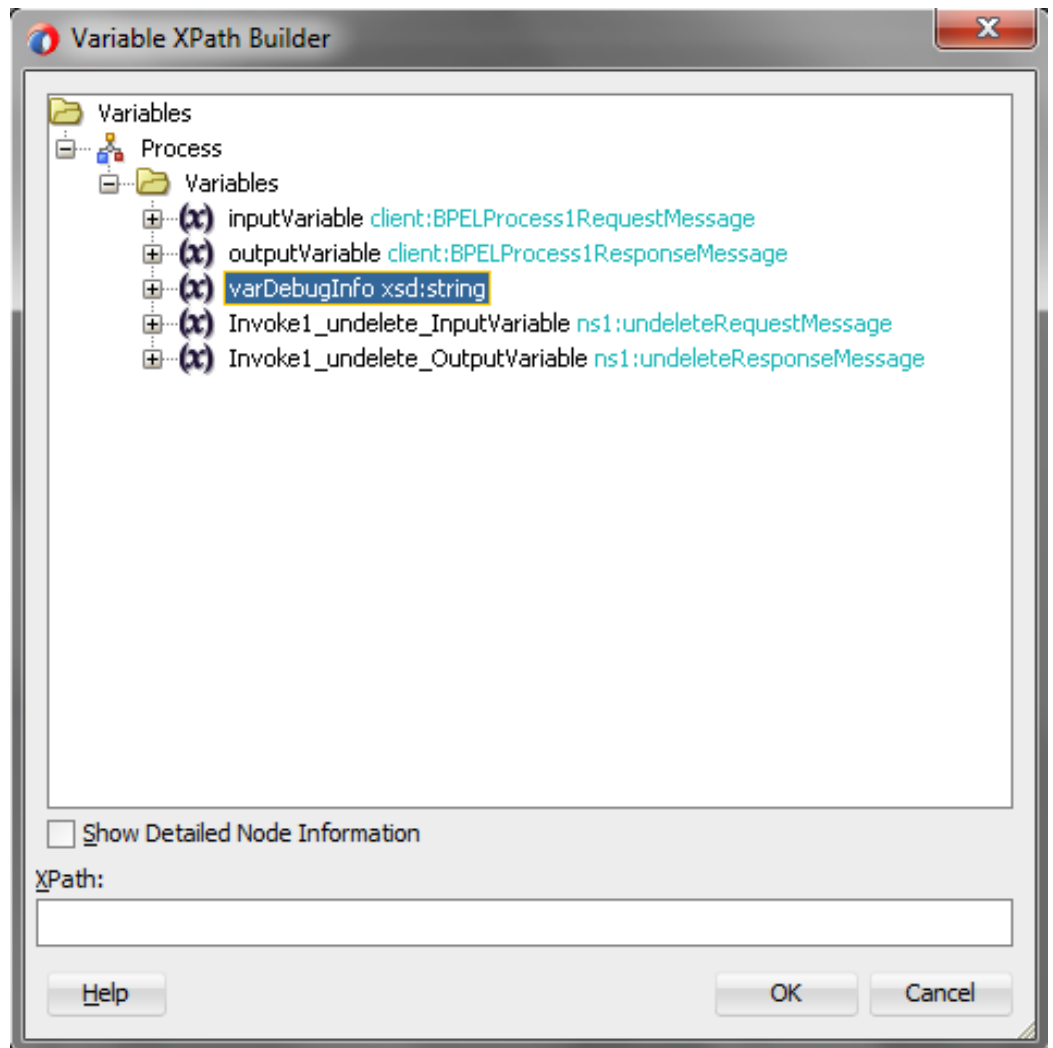 Variable XPath Builder
Variables
Process
Variables
(x) inputVariable client:BPELProcess1RequestMessage
(x) outputVariable client:BPELProcess1ResponseMessage
(x) varDebugInfo xsd:string
(x) Invoke1_undelete_InputVariable ns1:undeleteRequestMessage
(x) Invoke1_undelete_OutputVariable ns1:undeleteResponseMessage
Show Detailed Node Information
XPath:
Help OK Cancel